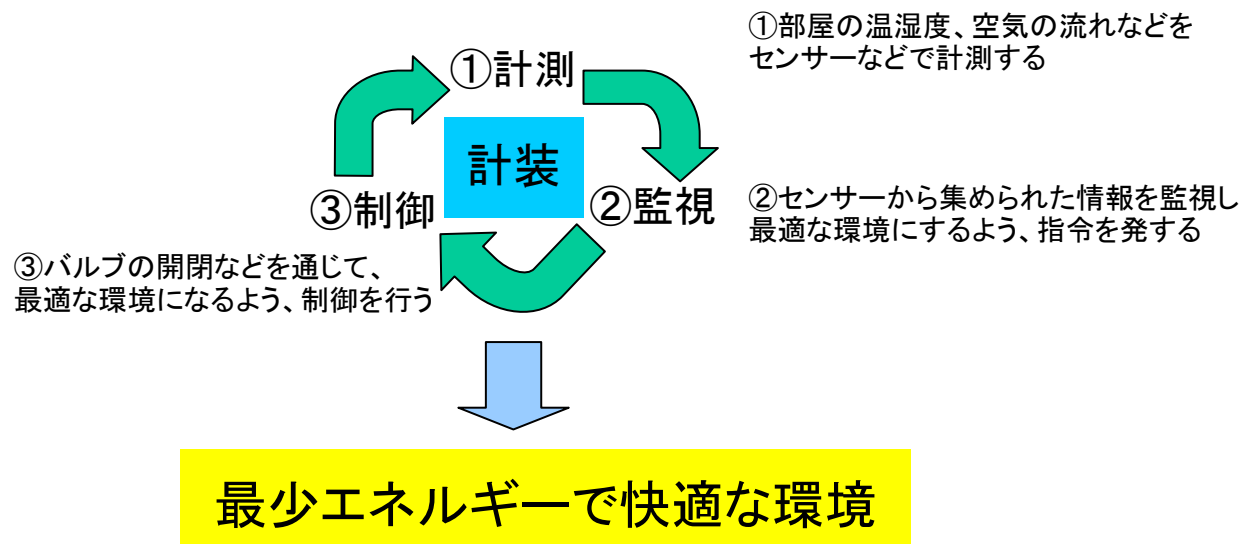 ①部屋の温湿度、空気の流れなどを
センサーなどで計測する
①計測
計装
③制御
②監視
②センサーから集められた情報を監視し
最適な環境にするよう、指令を発する
③バルブの開閉などを通じて、
最適な環境になるよう、制御を行う
最少エネルギーで快適な環境